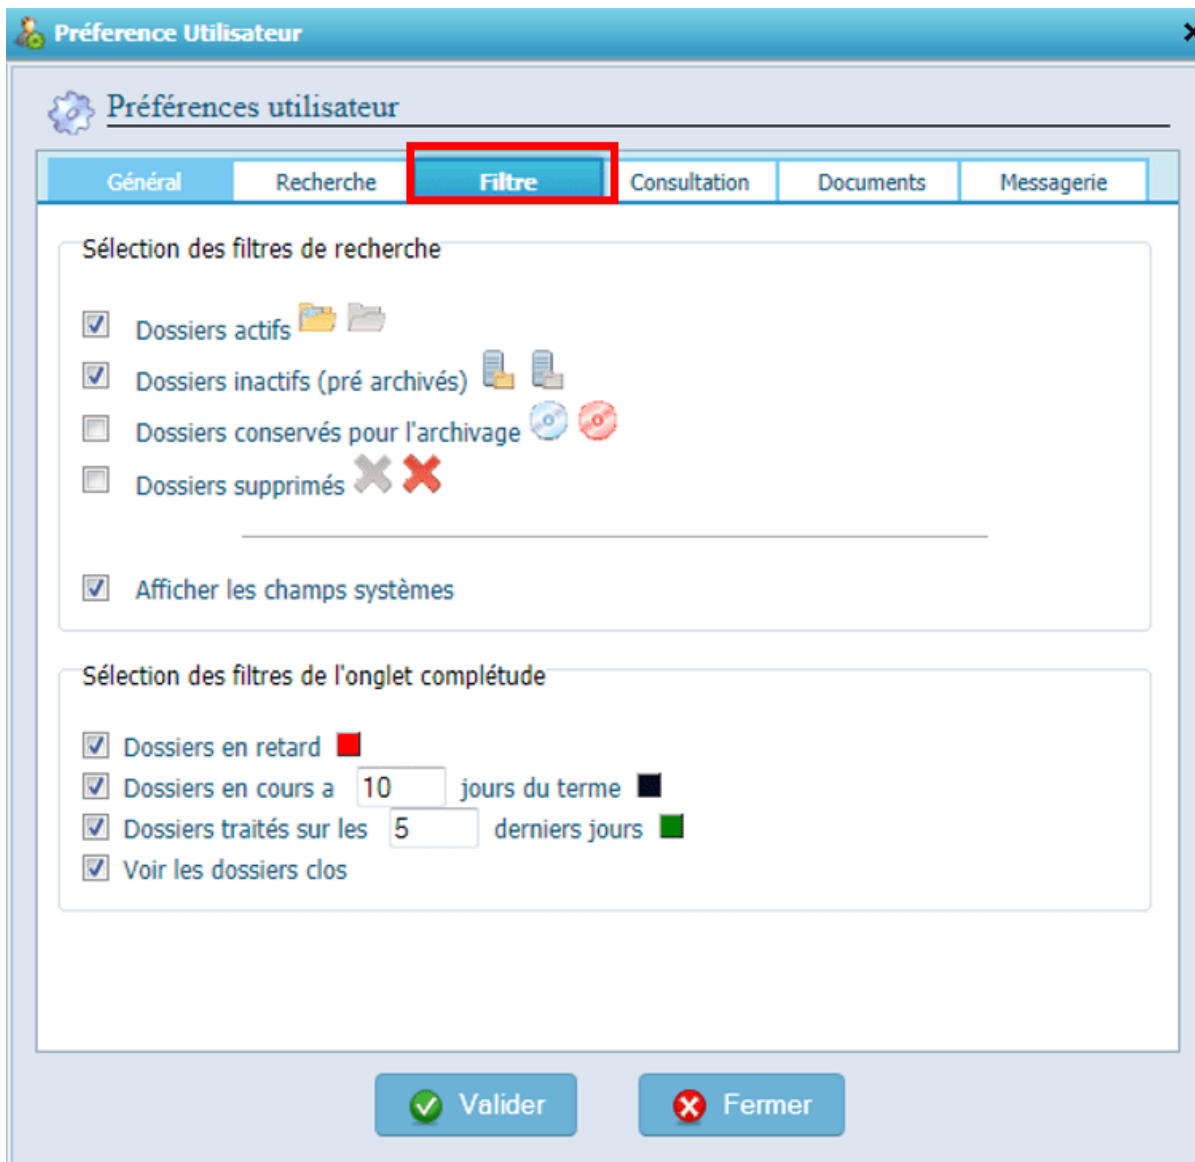 Préference Utilisateur
Préférences utilisateur
Général Recherche Filtre Consultation Documents Messagerie
Sélection des filtres de recherche
Dossiers actifs
Dossiers inactifs (pré archivés)
Dossiers conservés pour l'archivage
Dossiers supprimés
Afficher les champs systèmes
Sélection des filtres de l'onglet complétude
Dossiers en retard
Dossiers en cours a 10 jours du terme
Dossiers traités sur les 5 derniers jours
Voir les dossiers clos
Valider Fermer